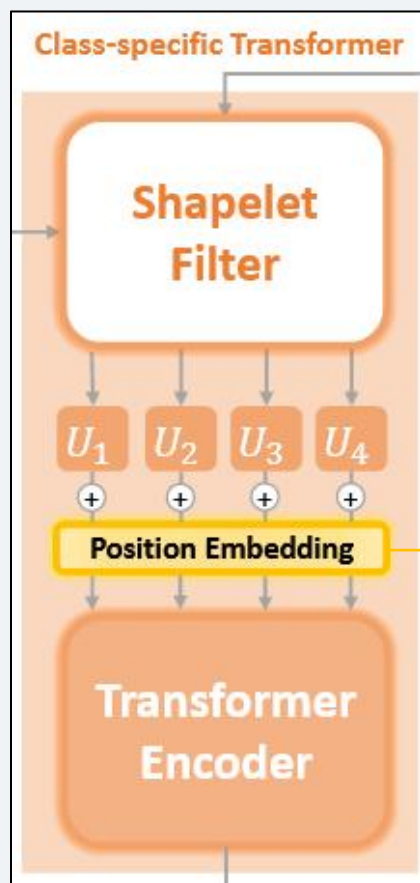 Class-specific Transformer
Shapelet
Filter
U₁ U₂ U₃ U₄
+ + + +
Position Embedding
Transformer
Encoder